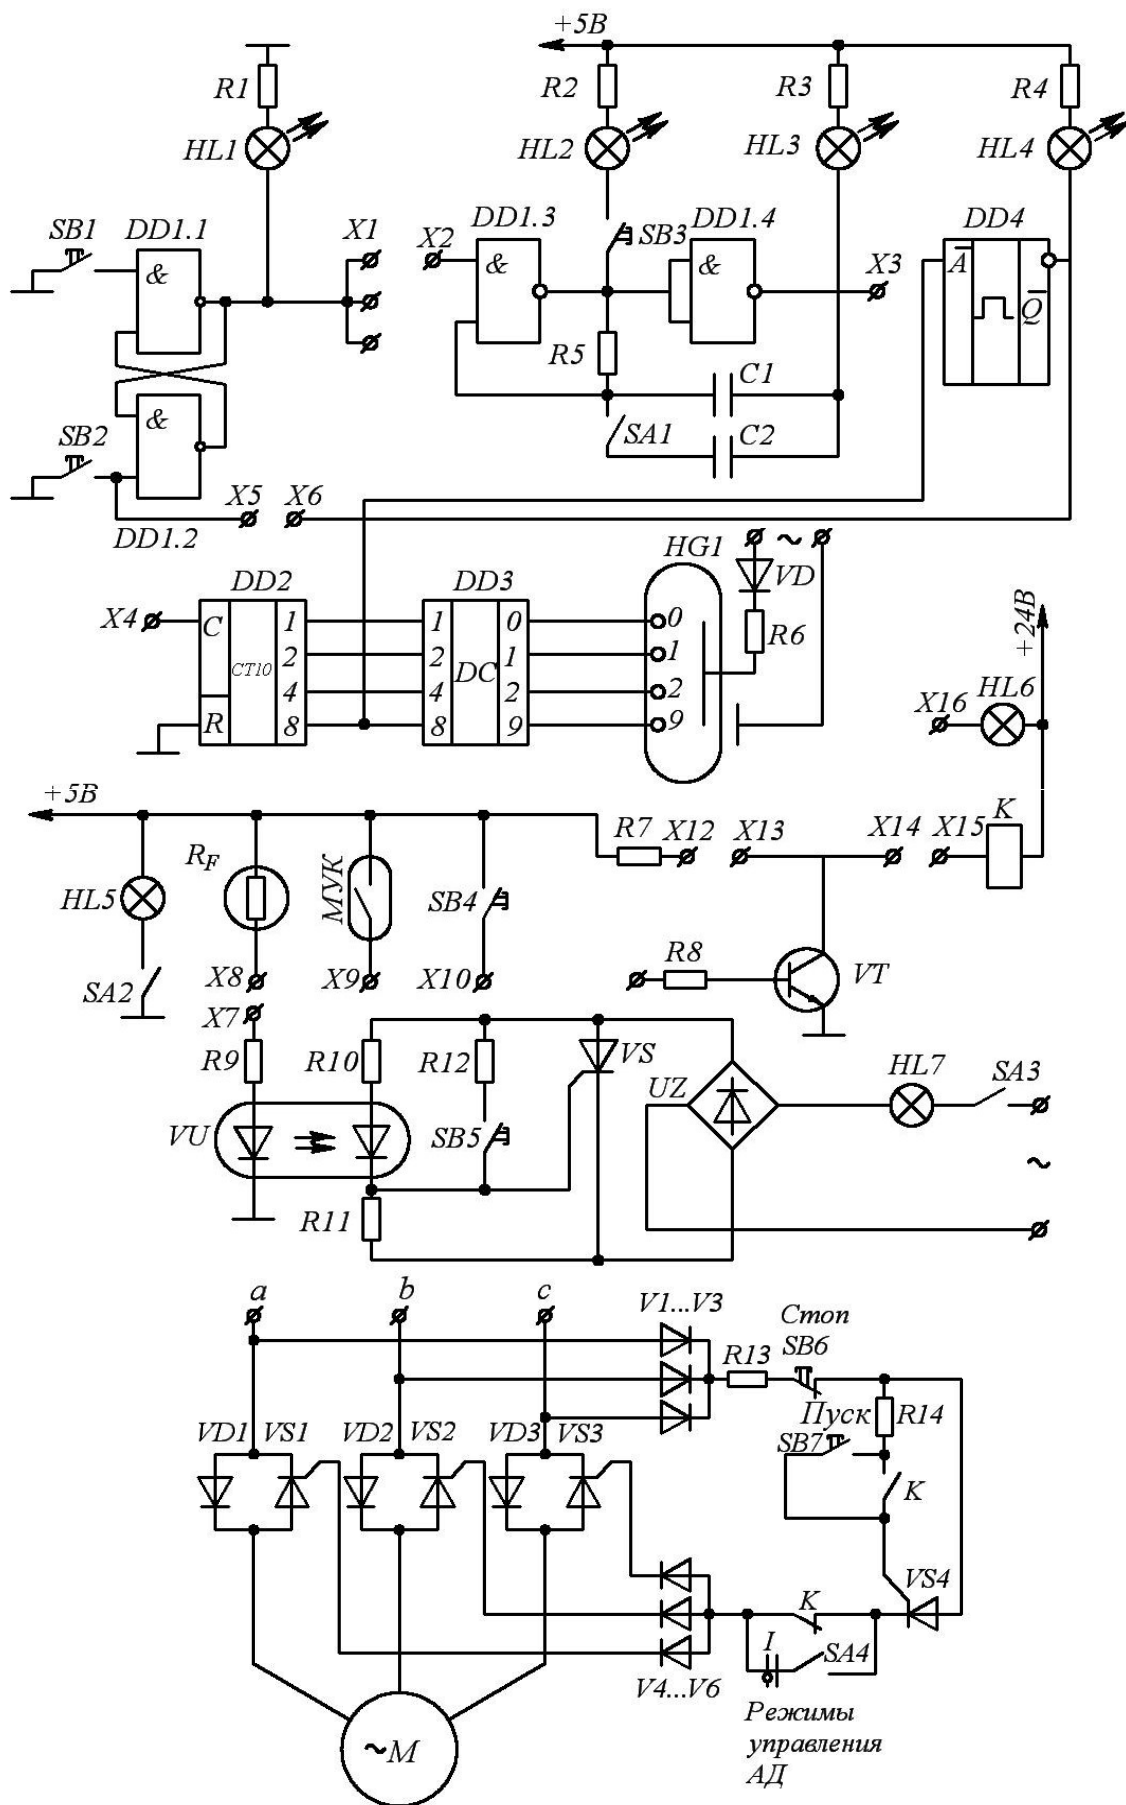 +5В
R1
R2
R3
R4
HL1
HL2
HL3
HL4
SB1
DD1.1
X1
X2
DD1.3
SB3
DD1.4
X3
DD4
&
&
&
A
Q
R5
C1
SA1
C2
SB2
&
X5
X6
DD1.2
HG1
~
VD
DD2
DD3
X4
C
1
1
0
0
R6
CT10
2
2
DC
1
1
4
4
2
2
R
8
8
9
9
+24В
HL6
X16
+5В
R7
X12
X13
X14
X15
K
RF
МУК
HL5
SB4
SA2
X8
X9
X10
X7
R8
VT
R9
R10
R12
VS
UZ
HL7
SA3
VU
SB5
~
R11
a
b
c
V1...V3
Стоп
SB6
R13
Пуск
R14
SB7
VD1
VS1
VD2
VS2
VD3
VS3
K
VS4
K
I
SA4
V4...V6
~M
Режимы
управления
АД